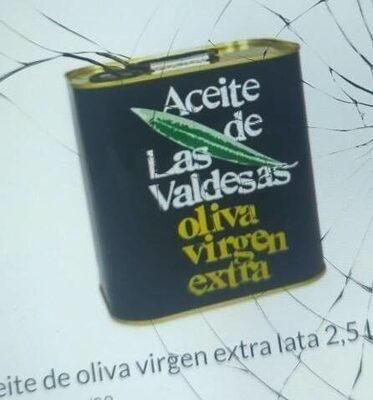 Aceite
de
Las
Valdesas
oliva
virgen
extra
eite de oliva virgen extra lata 2,5 L